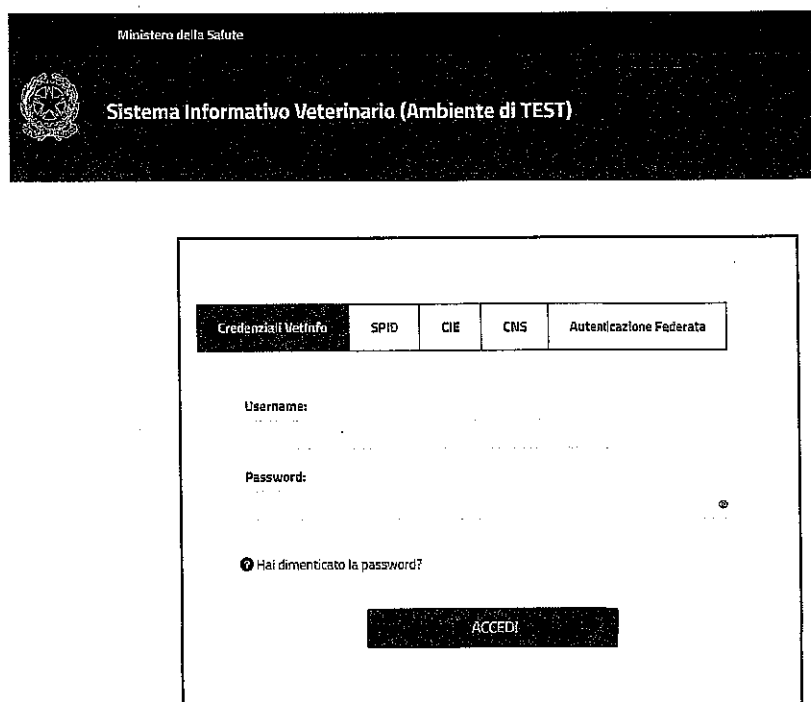 Ministero della Salute
Sistema Informativo Veterinario (Ambiente di TEST)
Credenziali VetInfo SPID CIE CNS Autenticazione Federata
Username:
Password:
Hai dimenticato la password?
ACCEDI